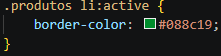 .produtos li:active {
    border-color: #088c19;
}